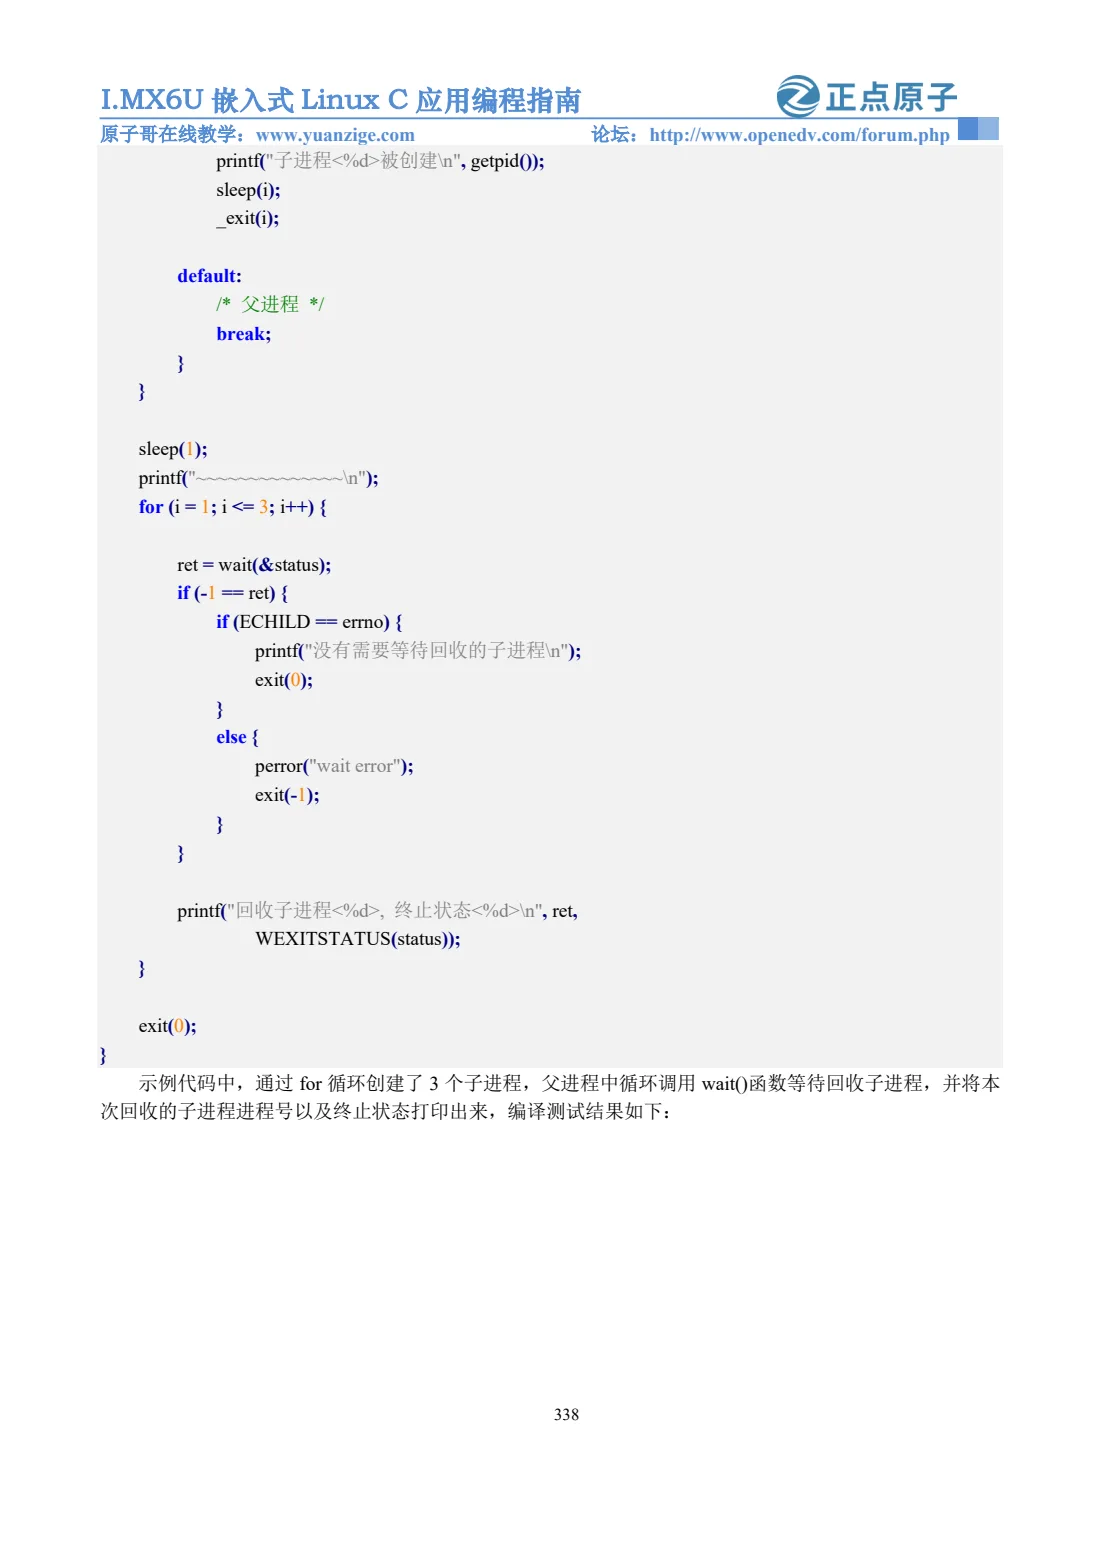 I.MX6U 嵌入式 Linux C 应用编程指南
正点原子
原子哥在线教学：www.yuanzige.com 论坛：http://www.openedv.com/forum.php
printf("子进程<%d>被创建\n", getpid());
sleep(i);
_exit(i);
default:
/* 父进程 */
break;
}
}
sleep(1);
printf("~~~~~~~~~~~~~~~\n");
for (i = 1; i <= 3; i++) {
ret = wait(&status);
if (-1 == ret) {
if (ECHILD == errno) {
printf("没有需要等待回收的子进程\n");
exit(0);
}
else {
perror("wait error");
exit(-1);
}
}
printf("回收子进程<%d>, 终止状态<%d>\n", ret,
WEXITSTATUS(status));
}
exit(0);
}
示例代码中，通过 for 循环创建了 3 个子进程，父进程中循环调用 wait()函数等待回收子进程，并将本
次回收的子进程进程号以及终止状态打印出来，编译测试结果如下：
338